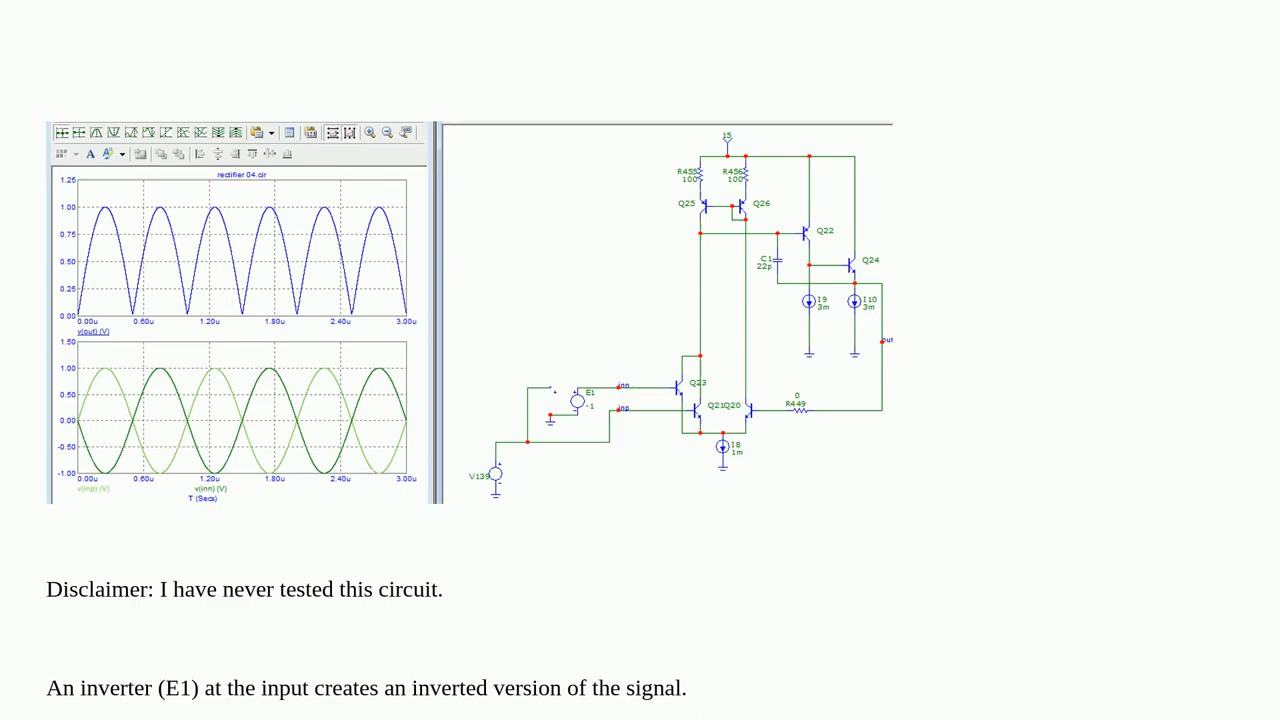 rectifier 04.cir
1.25
1.00
0.75
0.50
0.25
0.00
0.00u 0.60u 1.20u 1.80u 2.40u 3.00u
v(out) (V)
1.50
1.00
0.50
0.00
-0.50
-1.00
0.00u 0.60u 1.20u 1.80u 2.40u 3.00u
v(inp) (V) v(inn) (V)
T (Secs)
15
R455 R456
100 100
Q25 Q26
Q22
C1
22p
Q24
I9 I10
3m 3m
out
inn
Q23
E1
-1
inp
Q21 Q20
0
R449
I8
1m
V139
Disclaimer: I have never tested this circuit.
An inverter (E1) at the input creates an inverted version of the signal.